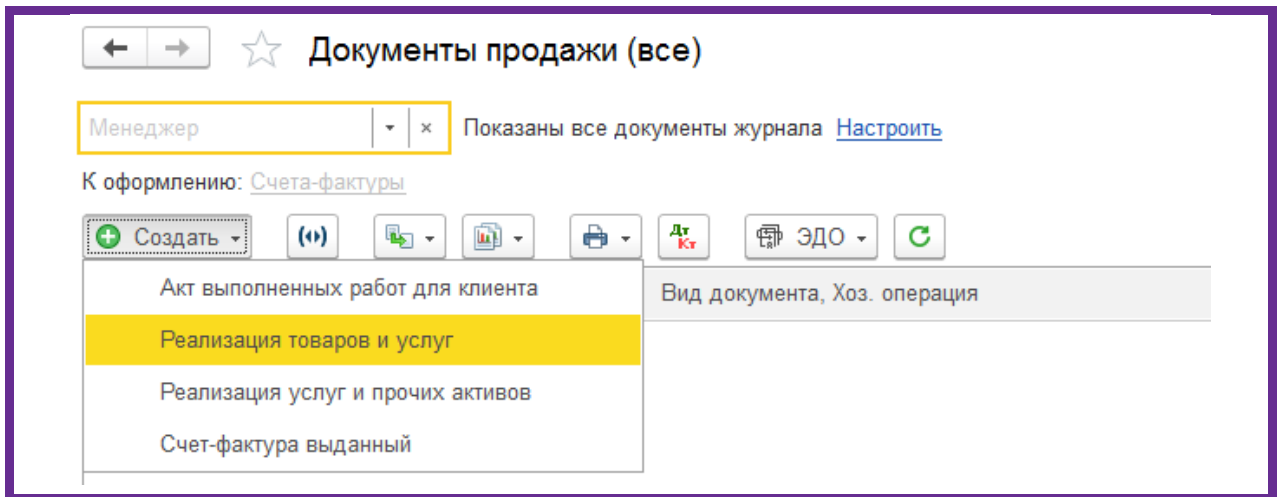 Документы продажи (все)
Менеджер Показаны все документы журнала Настроить
К оформлению: Счета-фактуры
Создать Дт Кт ЭДО
Акт выполненных работ для клиента Вид документа, Хоз. операция
Реализация товаров и услуг
Реализация услуг и прочих активов
Счет-фактура выданный